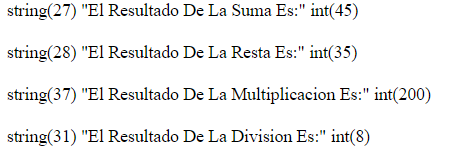 string(27) "El Resultado De La Suma Es:" int(45)
string(28) "El Resultado De La Resta Es:" int(35)
string(37) "El Resultado De La Multiplicacion Es:" int(200)
string(31) "El Resultado De La Division Es:" int(8)